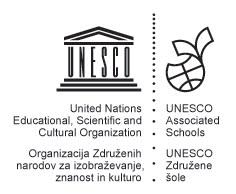 UNESCO
United Nations
Educational, Scientific and
Cultural Organization
Organizacija Združenih
narodov za izobraževanje,
znanost in kulturo
UNESCO
Associated
Schools
UNESCO
Združene
šole